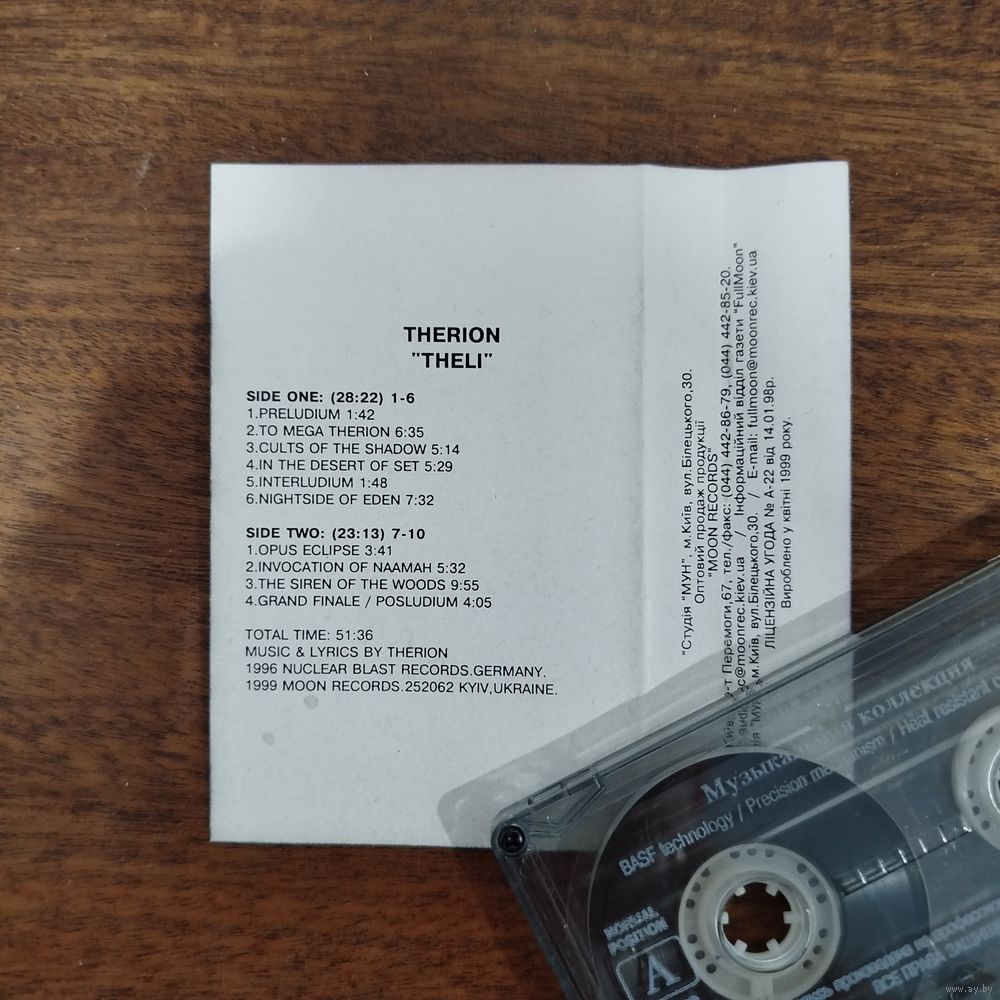 THERION
"THELI"
SIDE ONE: (28:22) 1-6
1.PRELUDIUM 1:42
2.TO MEGA THERION 6:35
3.CULTS OF THE SHADOW 5:14
4.IN THE DESERT OF SET 5:29
5.INTERLUDIUM 1:48
6.NIGHTSIDE OF EDEN 7:32
SIDE TWO: (23:13) 7-10
1.OPUS ECLIPSE 3:41
2.INVOCATION OF NAAMAH 5:32
3.THE SIREN OF THE WOODS 9:55
4.GRAND FINALE / POSLUDIUM 4:05
TOTAL TIME: 51:36
MUSIC & LYRICS BY THERION
1996 NUCLEAR BLAST RECORDS.GERMANY.
1999 MOON RECORDS.252062 KYIV,UKRAINE.
"Студія "МУН", м.Київ, вул.Білецького,30.
Оптовий продаж продукції
"MOON RECORDS"
Перемоги,67, тел./факс: (044) 442-86-79, (044) 442-85-20.
@moonrec.kiev.ua / Інформаційний відділ газети "FullMoon"
м.Київ, вул.Білецького,30. / E-mail: fullmoon@moonrec.kiev.ua
ЛІЦЕНЗІЙНА УГОДА № А-22 від 14.01.98р.
Вироблено у квітні 1999 року.
коллекция
BASF technology / Precision mechanism / Heat resistant
NORMAL
POSITION
A
www.ay.by